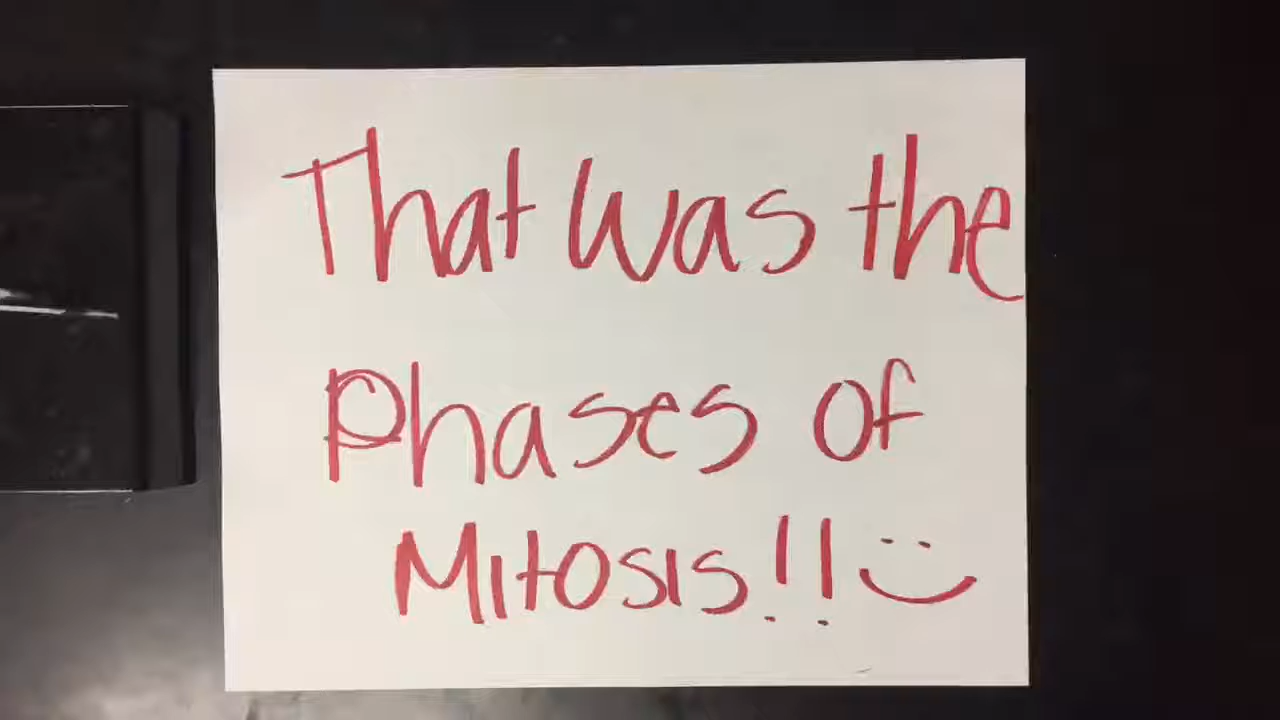 That was the
Phases of
Mitosis!! :)